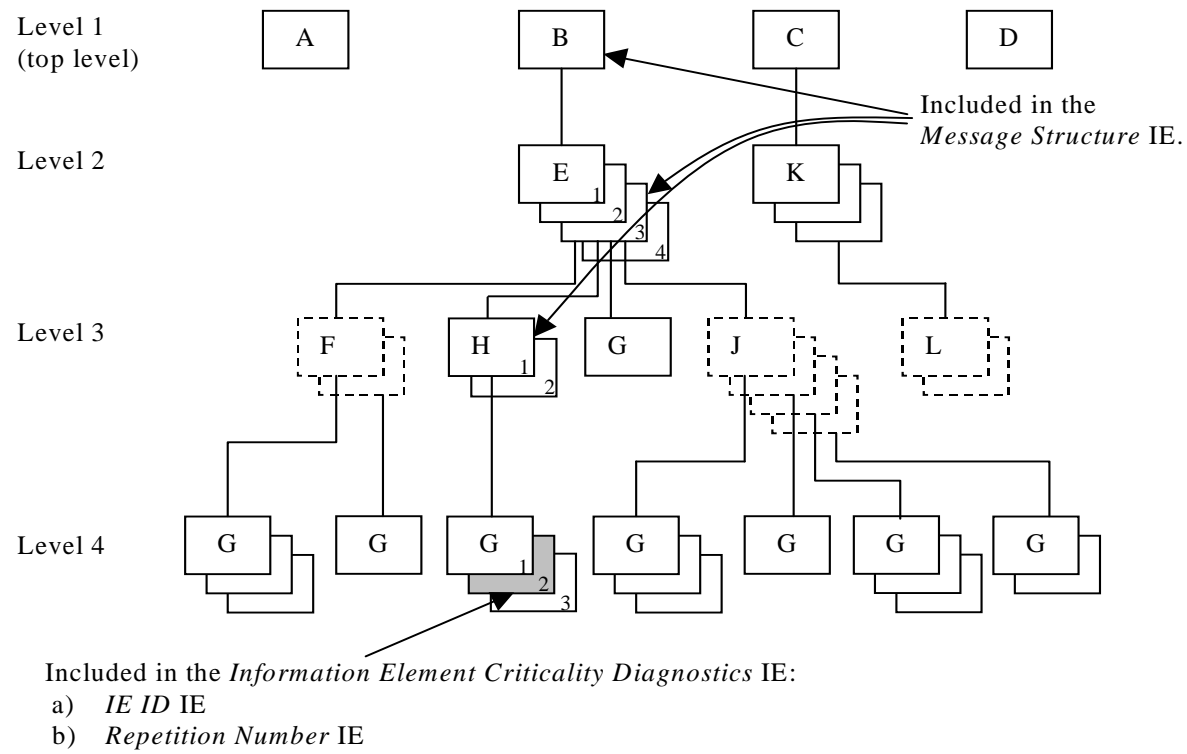 Level 1
(top level)
A
B
C
D
Included in the
Message Structure IE.
Level 2
E
1
2
3
4
K
Level 3
F
H
1
2
G
J
L
Level 4
G
G
G
1
2
3
G
G
G
G
Included in the Information Element Criticality Diagnostics IE:
a) IE ID IE
b) Repetition Number IE